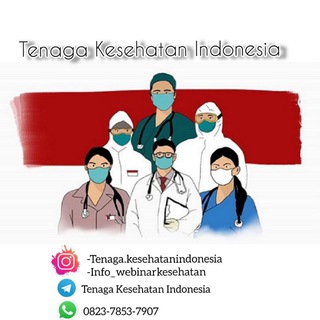 Tenaga Kesehatan Indonesia
-Tenaga.kesehatanindonesia
-Info_webinarkesehatan
Tenaga Kesehatan Indonesia
0823-7853-7907